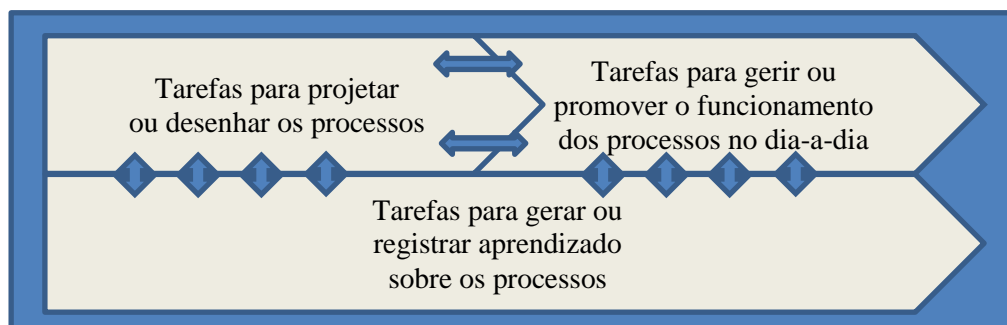 Tarefas para projetar
ou desenhar os processos
Tarefas para gerir ou
promover o funcionamento
dos processos no dia-a-dia
Tarefas para gerar ou
registrar aprendizado
sobre os processos